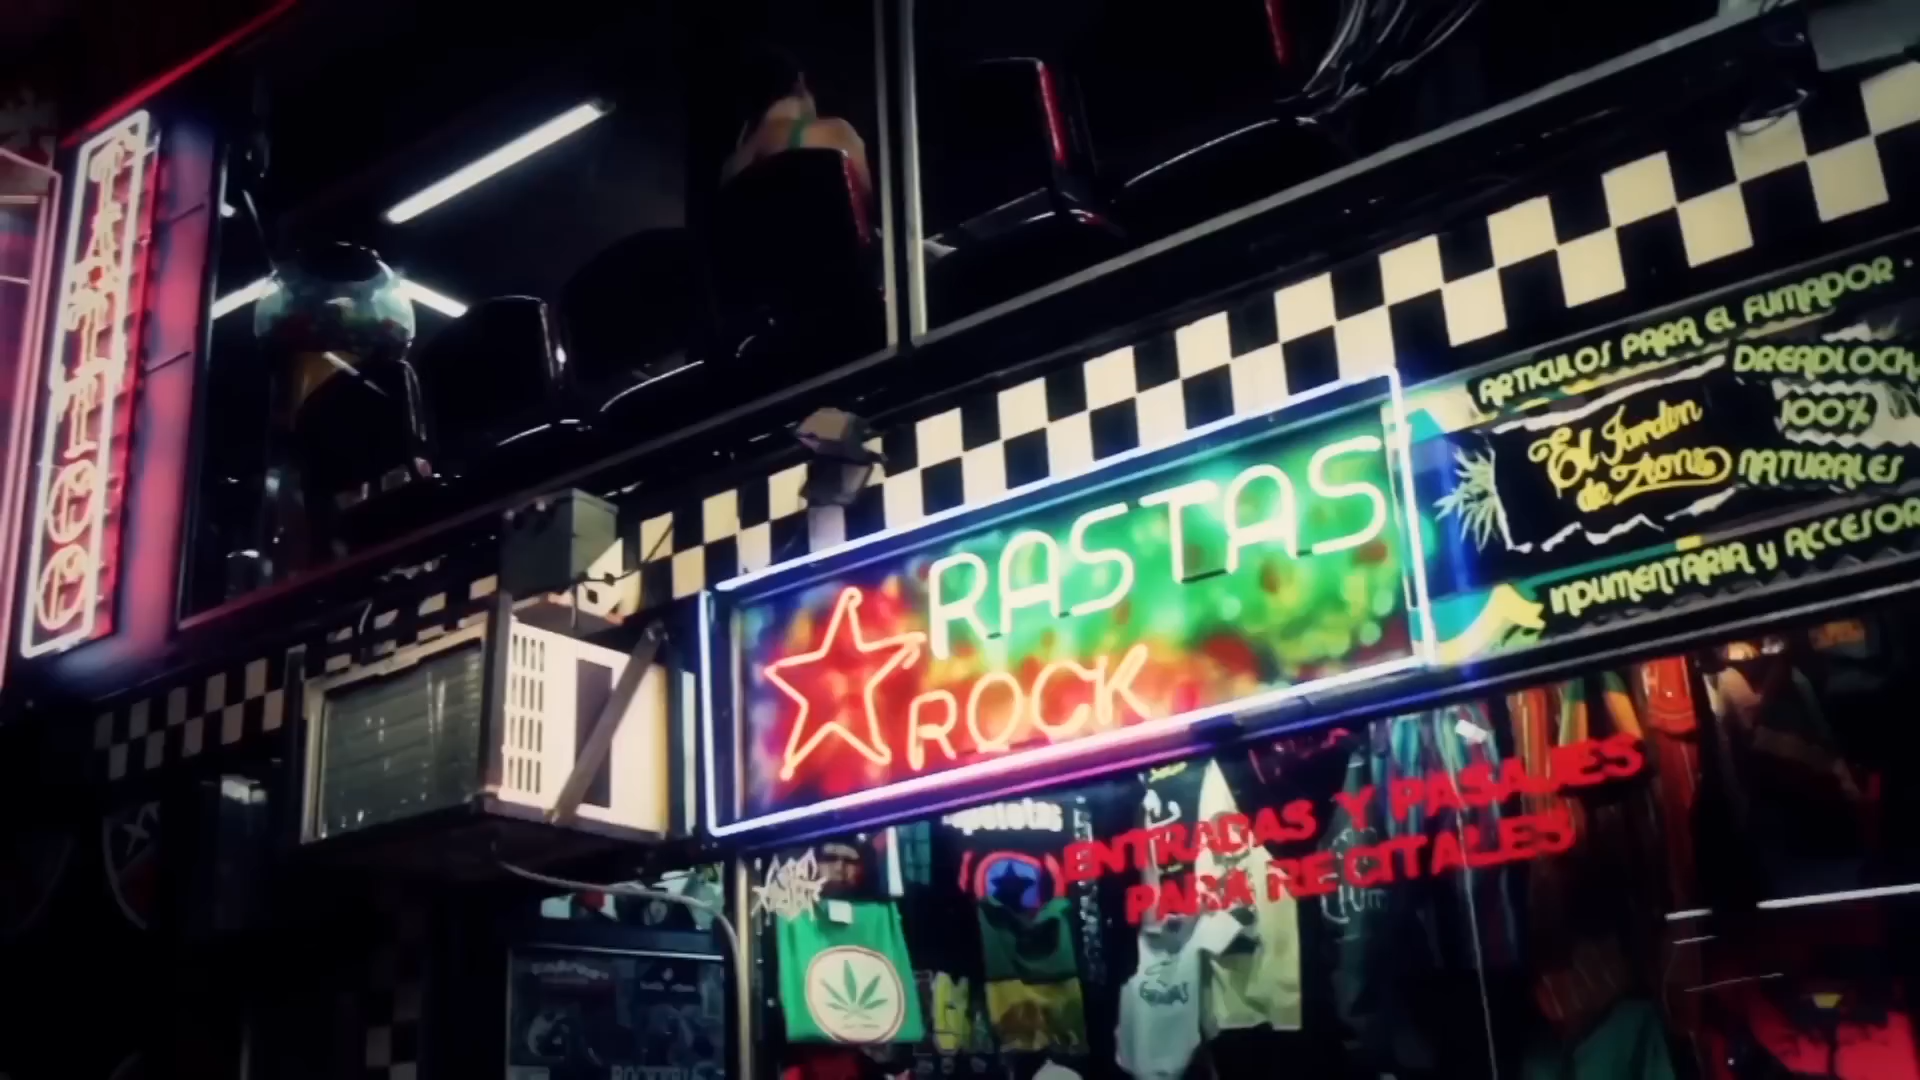 RASTAS
ROCK
ARTICULOS PARA EL FUMADOR
DREADLOCKS
100%
NATURALES
El Jardin
de Zion
INDUMENTARIA y ACCESOR
ENTRADAS Y PASAJES
PARA RECITALES